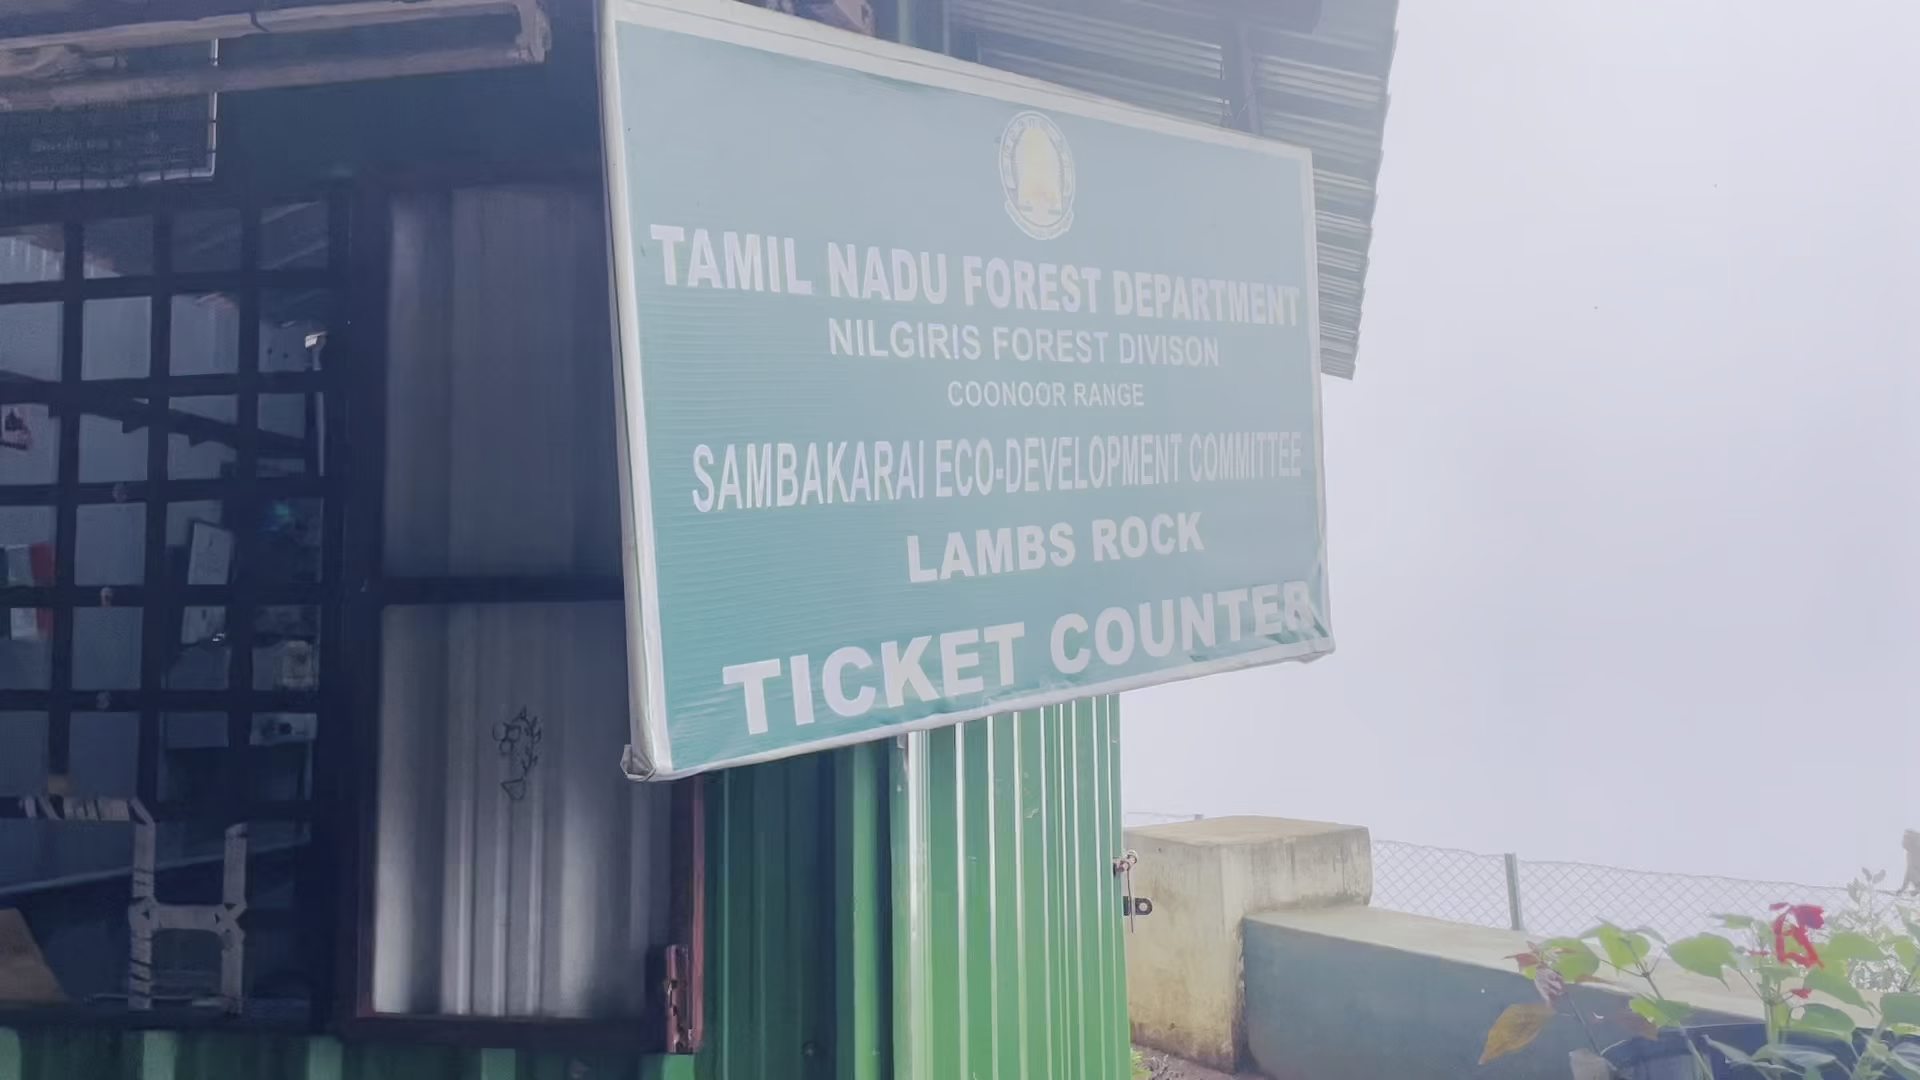 TAMIL NADU FOREST DEPARTMENT
NILGIRIS FOREST DIVISON
COONOOR RANGE
SAMBAKARAI ECO-DEVELOPMENT COMMITTEE
LAMBS ROCK
TICKET COUNTER